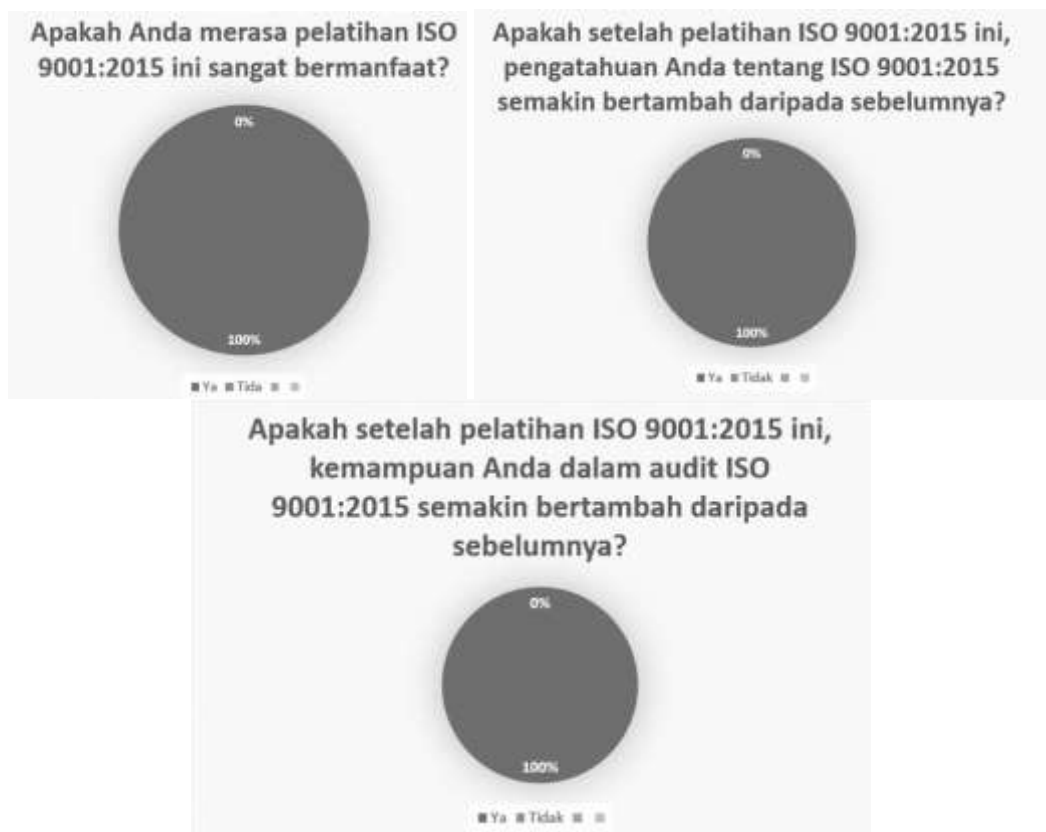 Apakah Anda merasa pelatihan ISO
9001:2015 ini sangat bermanfaat?
0%
100%
Ya Tida
Apakah setelah pelatihan ISO 9001:2015 ini,
pengatahuan Anda tentang ISO 9001:2015
semakin bertambah daripada sebelumnya?
0%
100%
Ya Tidak
Apakah setelah pelatihan ISO 9001:2015 ini,
kemampuan Anda dalam audit ISO
9001:2015 semakin bertambah daripada
sebelumnya?
0%
100%
Ya Tidak